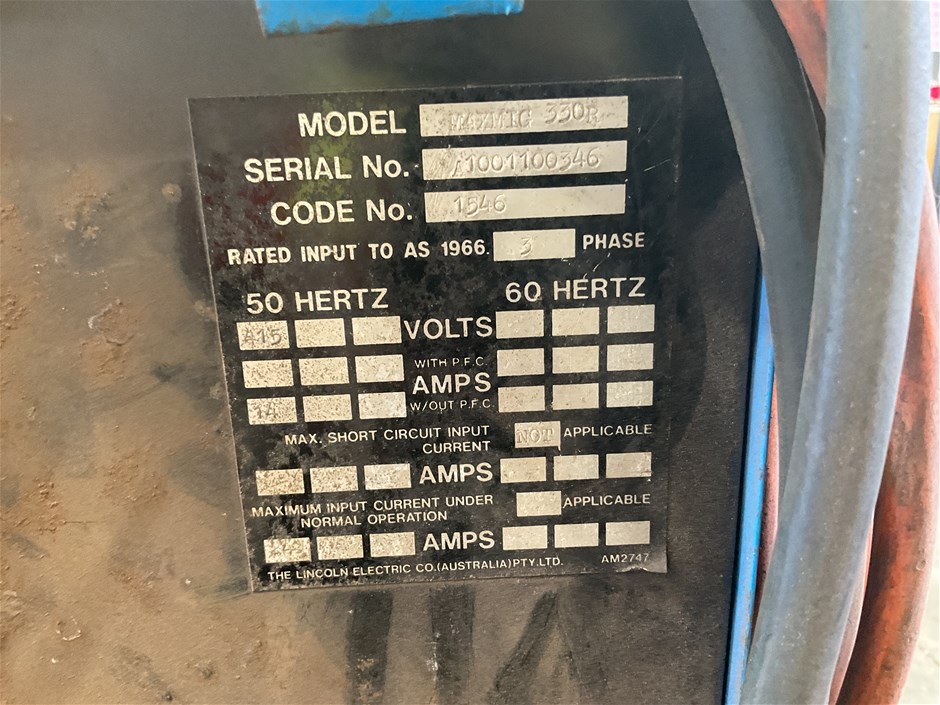 MODEL MAXMIG 330R
SERIAL No. A1001100346
CODE No. 1546
RATED INPUT TO AS 1966. 3 PHASE
50 HERTZ 60 HERTZ
415 VOLTS
WITH P.F.C.
AMPS
14 W/OUT P.F.C.
MAX. SHORT CIRCUIT INPUT CURRENT NOT APPLICABLE
AMPS
MAXIMUM INPUT CURRENT UNDER NORMAL OPERATION APPLICABLE
AMPS
THE LINCOLN ELECTRIC CO.(AUSTRALIA)PTY.LTD. AM2747